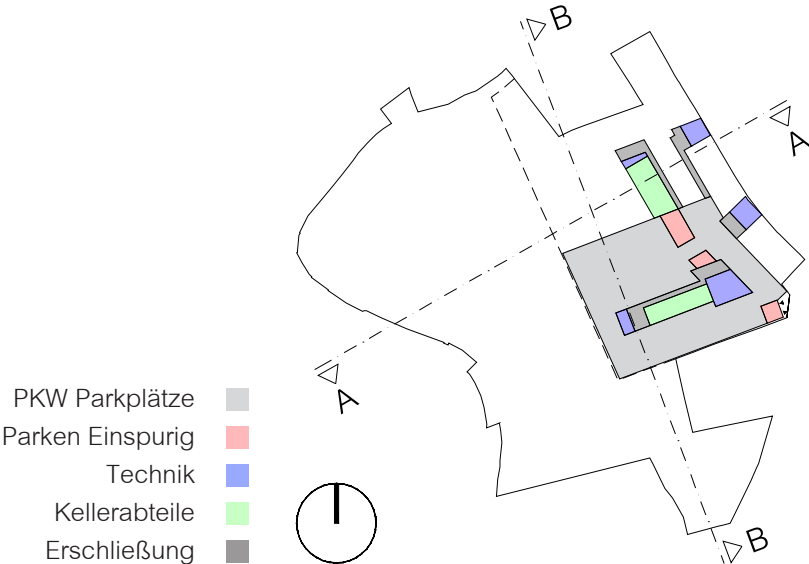 B
A
A
B
PKW Parkplätze
Parken Einspurig
Technik
Kellerabteile
Erschließung